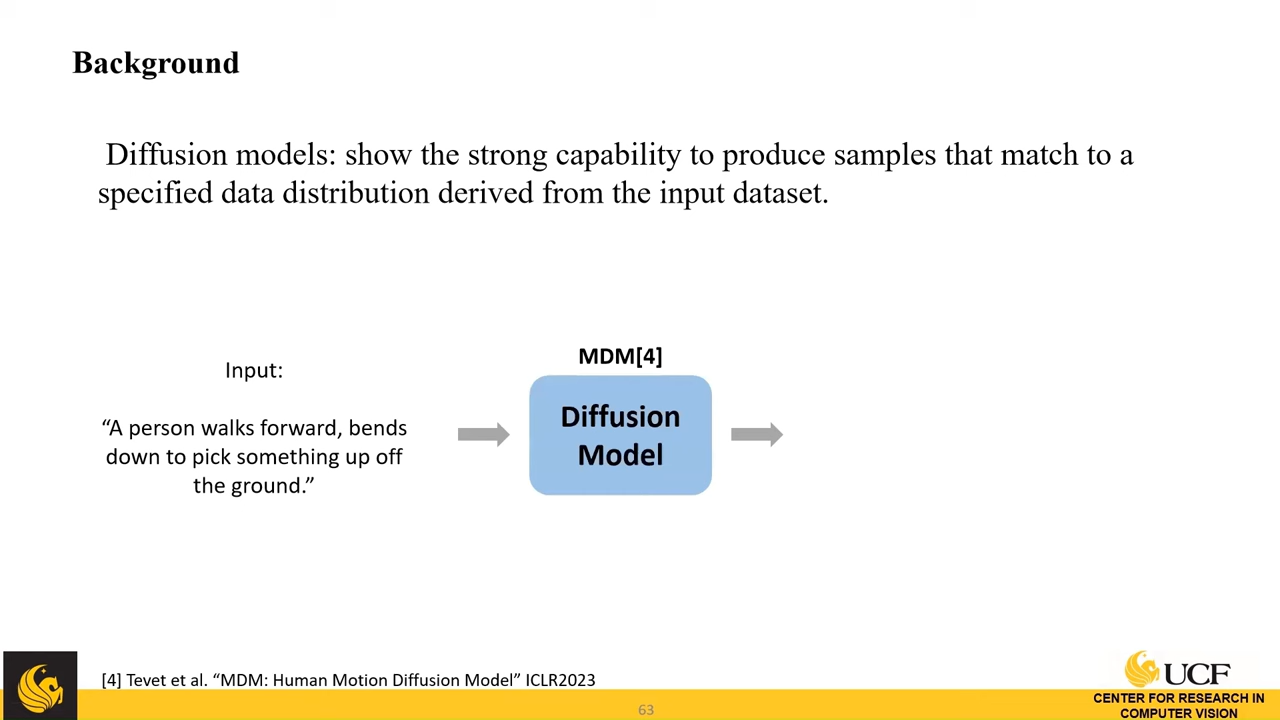 Background
Diffusion models: show the strong capability to produce samples that match to a
specified data distribution derived from the input dataset.
Input:
“A person walks forward, bends
down to pick something up off
the ground.”
MDM[4]
Diffusion
Model
[4] Tevet et al. “MDM: Human Motion Diffusion Model” ICLR2023
63
UCF
CENTER FOR RESEARCH IN
COMPUTER VISION